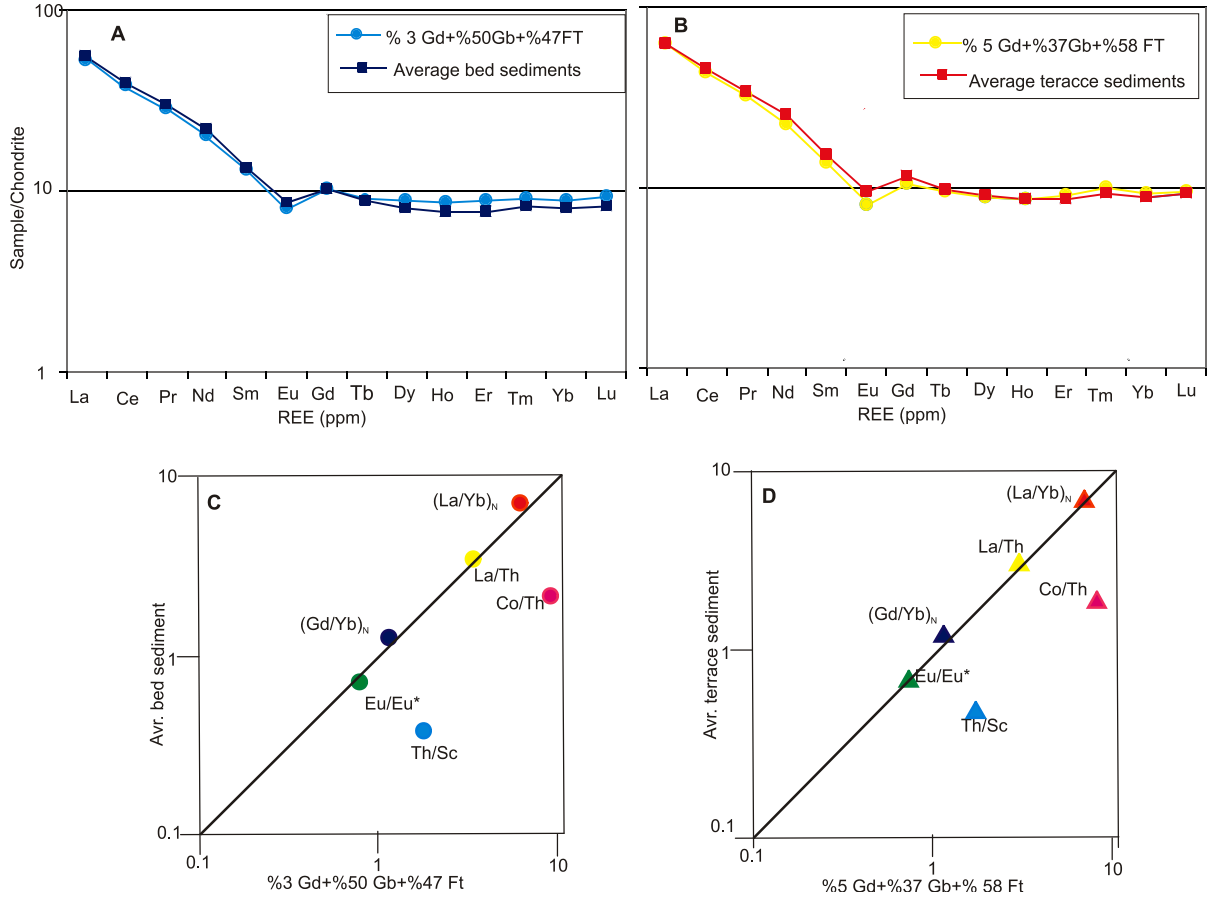 100
A
% 3 Gd+%50Gb+%47FT
Average bed sediments
Sample/Chondrite
10
1
La Ce Pr Nd Sm Eu Gd Tb Dy Ho Er Tm Yb Lu
REE (ppm)
B
% 5 Gd+%37Gb+%58 FT
Average teracce sediments
La Ce Pr Nd Sm Eu Gd Tb Dy Ho Er Tm Yb Lu
REE (ppm)
10
C
(La/Yb)N
La/Th
Co/Th
(Gd/Yb)N
Eu/Eu*
Th/Sc
Avr. bed sediment
1
0.1
0.1 1 10
%3 Gd+%50 Gb+%47 Ft
10
D
(La/Yb)N
La/Th
Co/Th
(Gd/Yb)N
Eu/Eu*
Th/Sc
Avr. terrace sediment
1
0.1
0.1 1 10
%5 Gd+%37 Gb+% 58 Ft